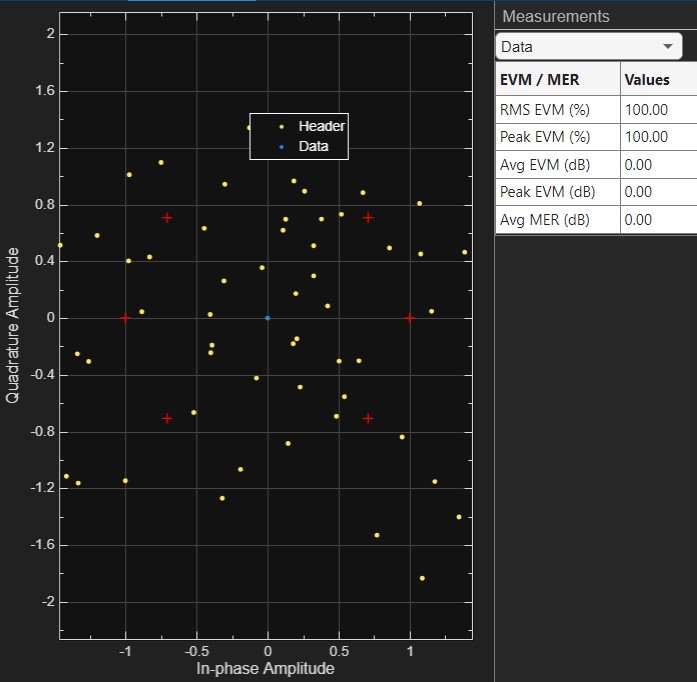 Measurements
Data
EVM / MER Values
RMS EVM (%) 100.00
Peak EVM (%) 100.00
Avg EVM (dB) 0.00
Peak EVM (dB) 0.00
Avg MER (dB) 0.00
Header
Data
Quadrature Amplitude
2
1.6
1.2
0.8
0.4
0
-0.4
-0.8
-1.2
-1.6
-2
-1 -0.5 0 0.5 1
In-phase Amplitude